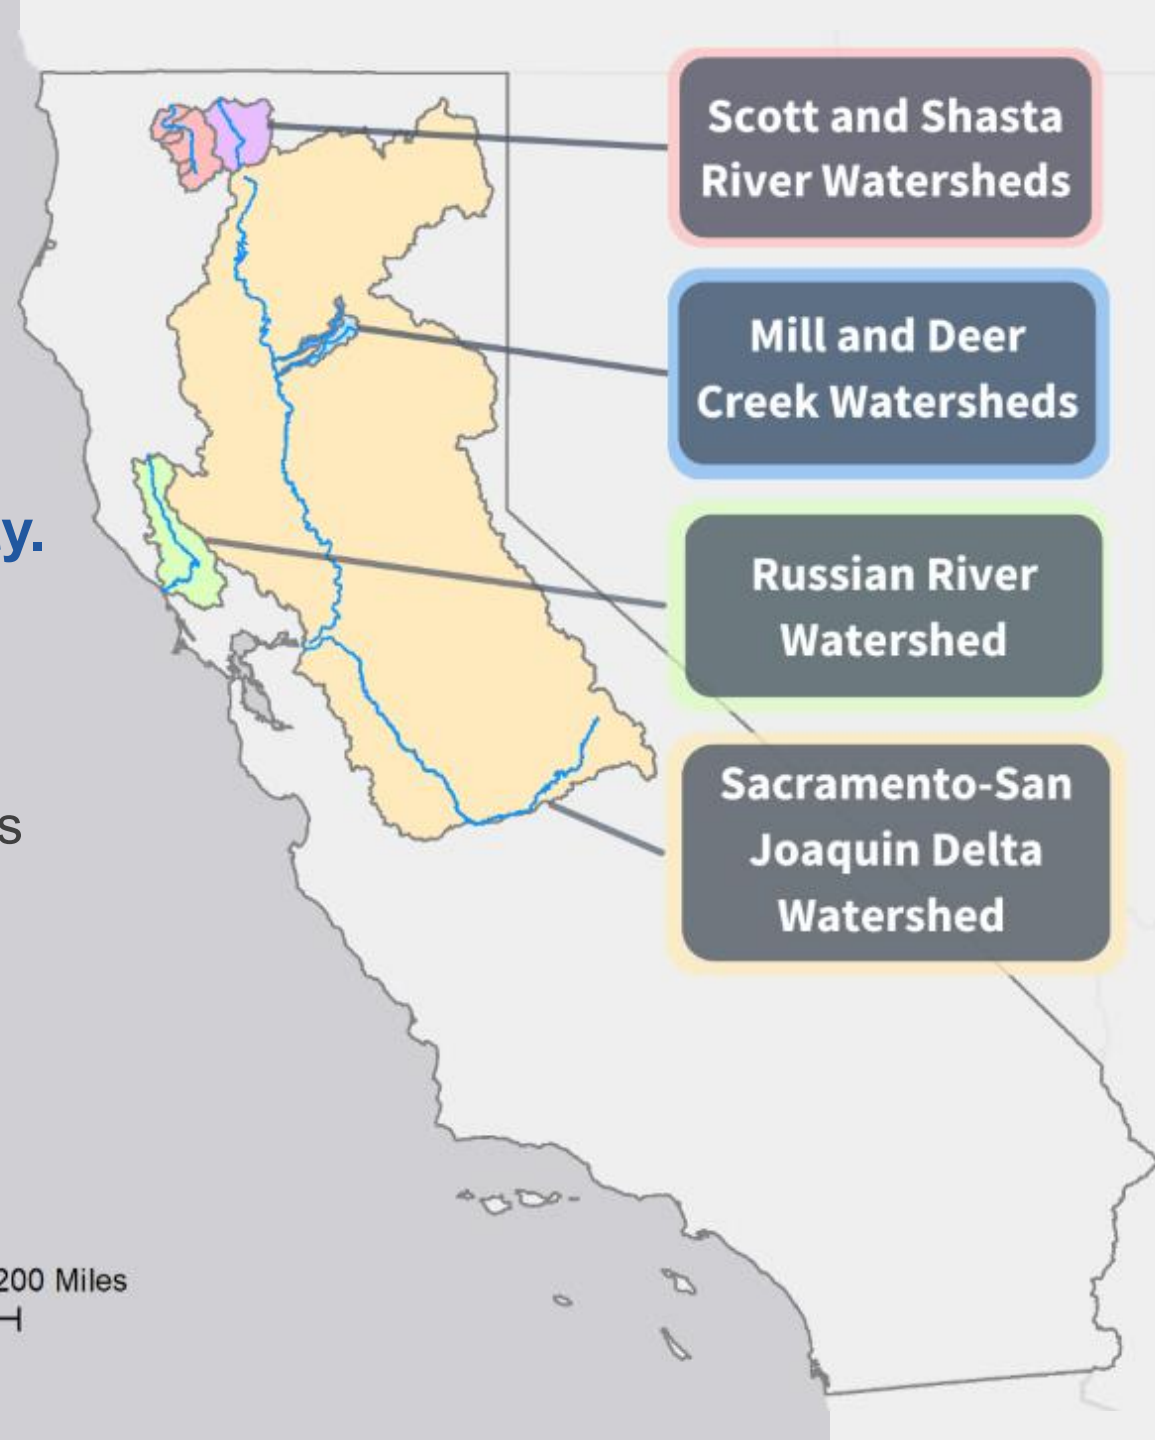 Scott and Shasta
River Watersheds
Mill and Deer
Creek Watersheds
y.
Russian River
Watershed
Sacramento-San
Joaquin Delta
Watershed
s
200 Miles